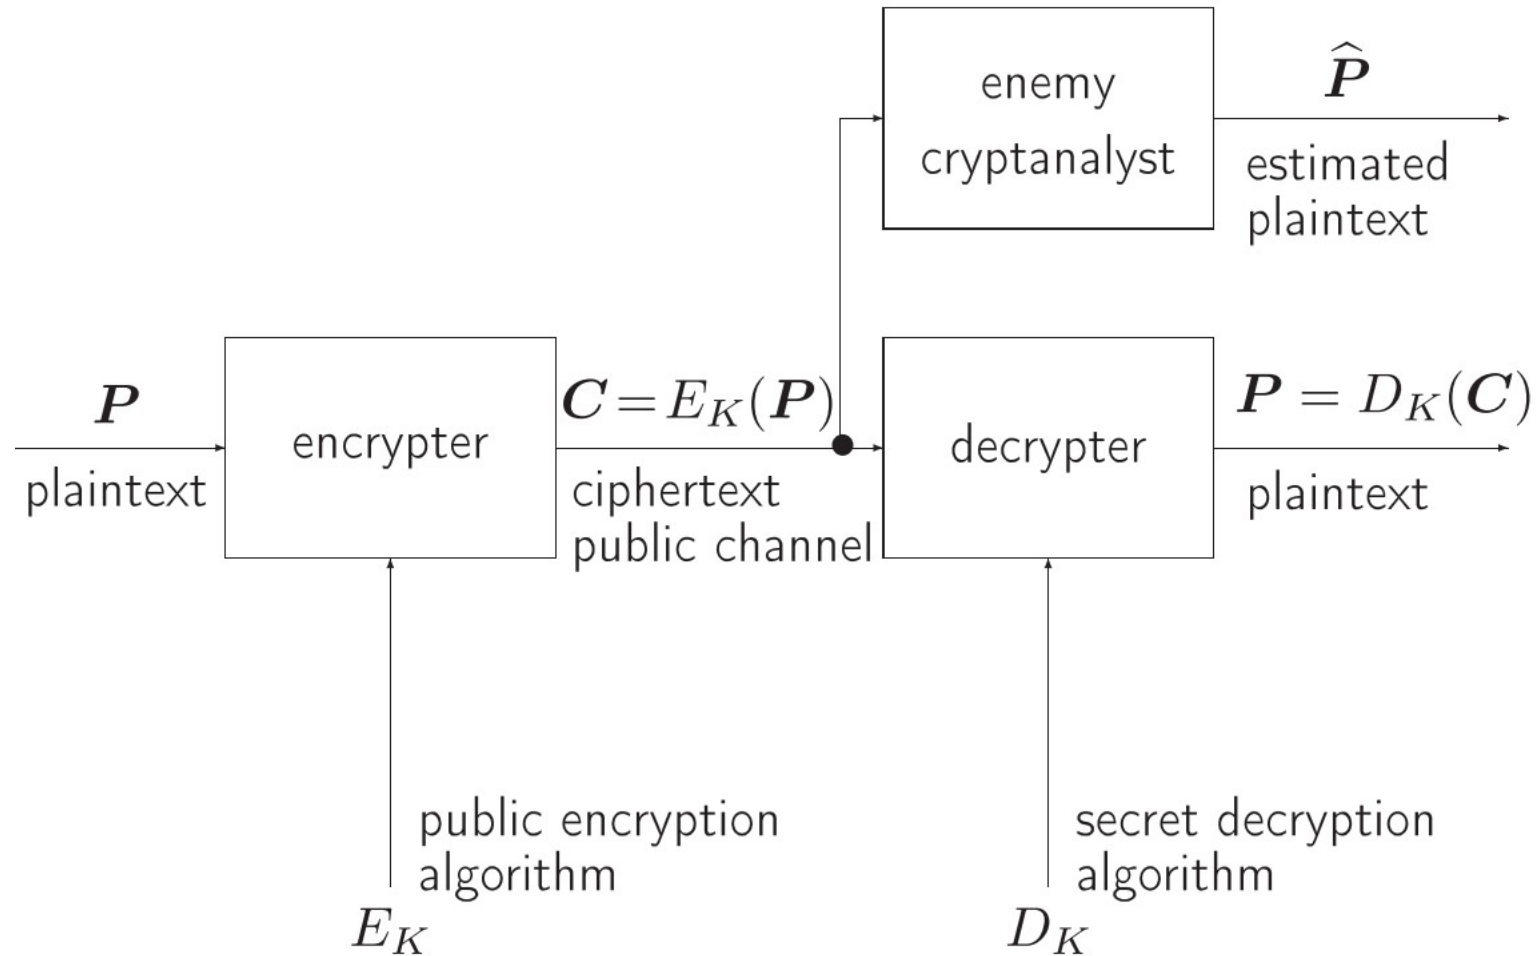 enemy
cryptanalyst
P̂
estimated
plaintext
P
plaintext
encrypter
C = E_K(P)
ciphertext
public channel
decrypter
P = D_K(C)
plaintext
public encryption
algorithm
E_K
secret decryption
algorithm
D_K